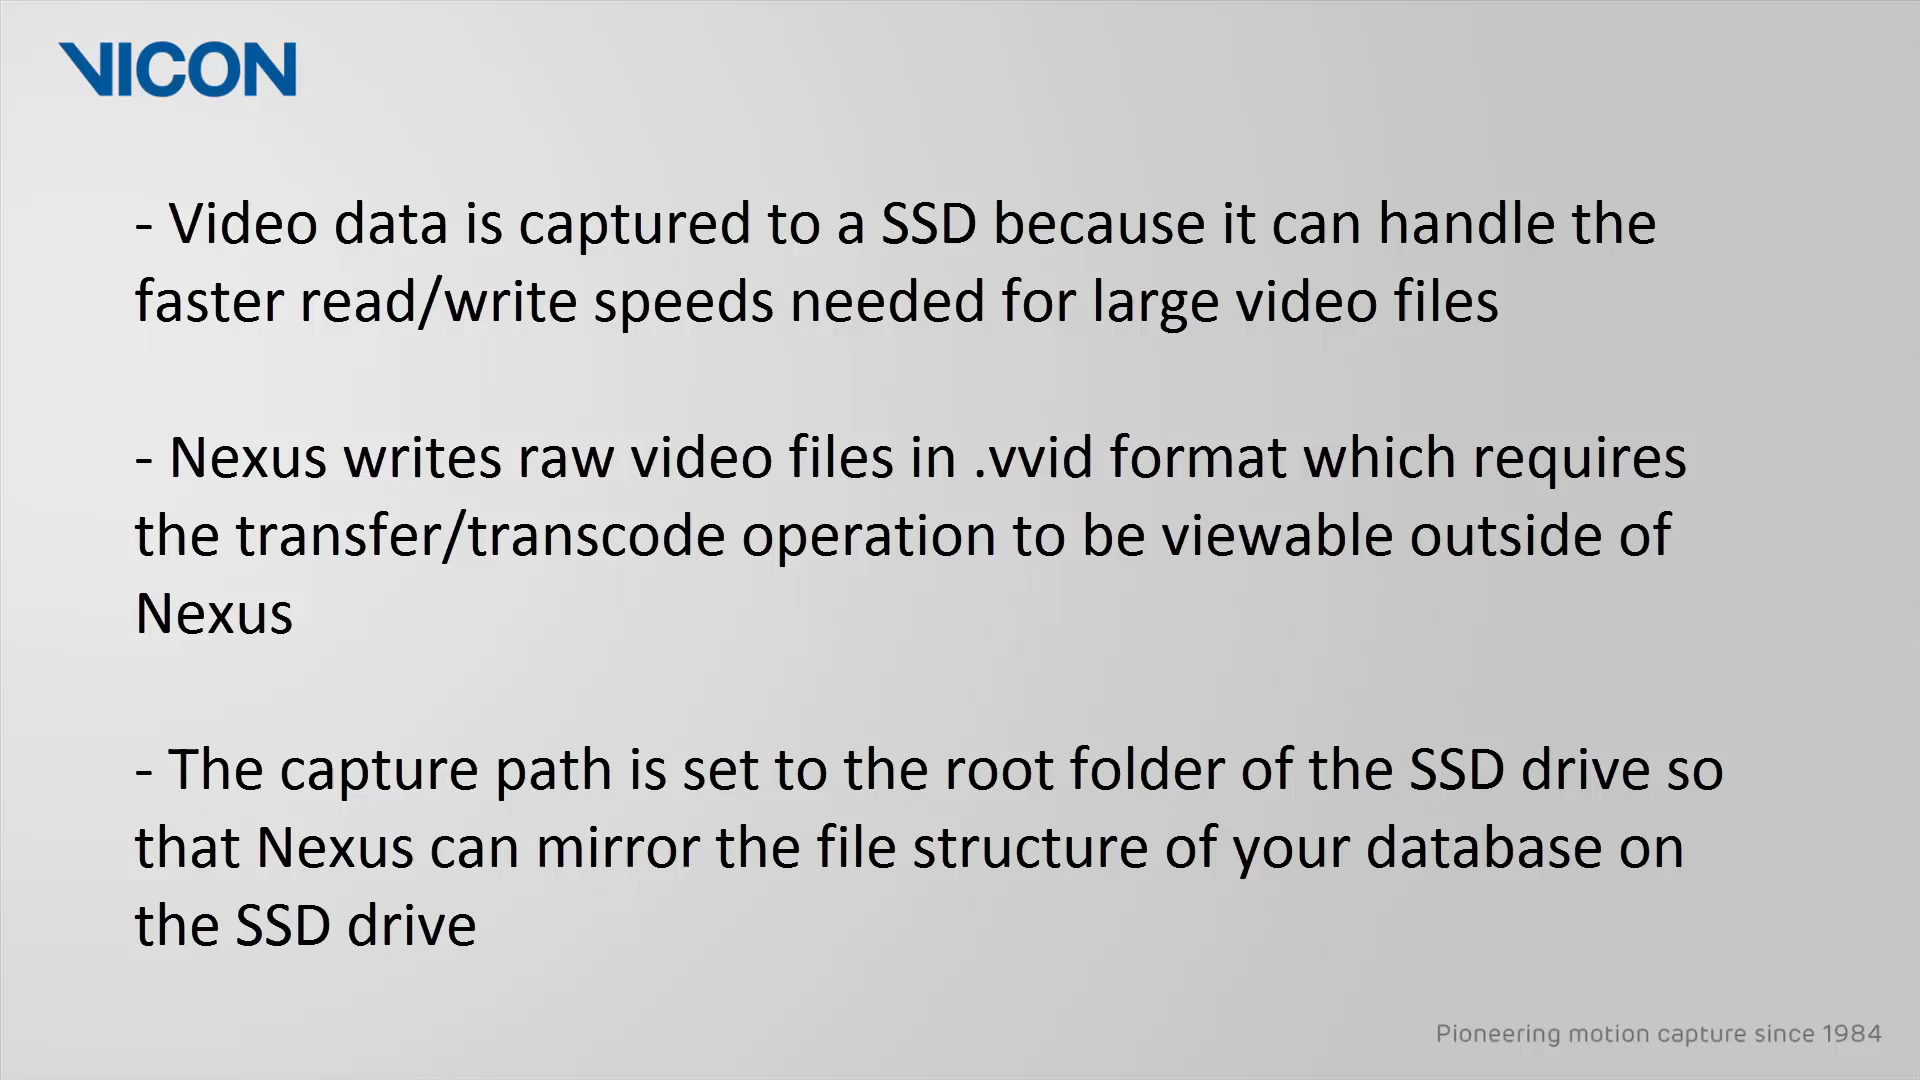 VICON
- Video data is captured to a SSD because it can handle the
faster read/write speeds needed for large video files
- Nexus writes raw video files in .vvid format which requires
the transfer/transcode operation to be viewable outside of
Nexus
- The capture path is set to the root folder of the SSD drive so
that Nexus can mirror the file structure of your database on
the SSD drive
Pioneering motion capture since 1984